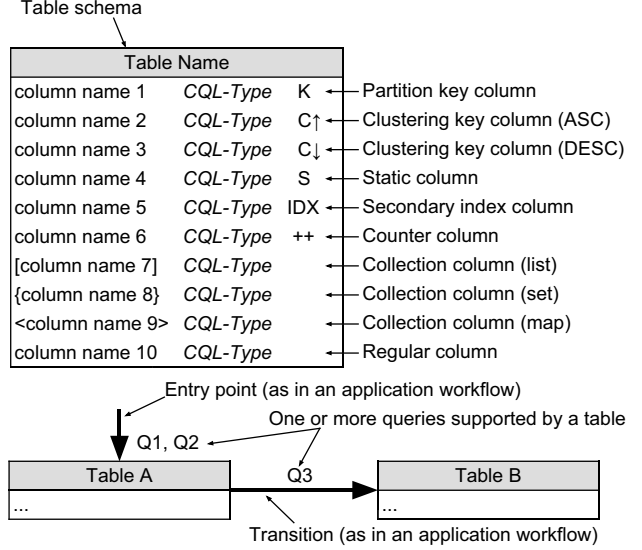 Table schema
Table Name
column name 1 CQL-Type K Partition key column
column name 2 CQL-Type C↑ Clustering key column (ASC)
column name 3 CQL-Type C↓ Clustering key column (DESC)
column name 4 CQL-Type S Static column
column name 5 CQL-Type IDX Secondary index column
column name 6 CQL-Type ++ Counter column
[column name 7] CQL-Type Collection column (list)
{column name 8} CQL-Type Collection column (set)
<column name 9> CQL-Type Collection column (map)
column name 10 CQL-Type Regular column
Entry point (as in an application workflow)
One or more queries supported by a table
Q1, Q2
Table A Q3 Table B
... ...
Transition (as in an application workflow)